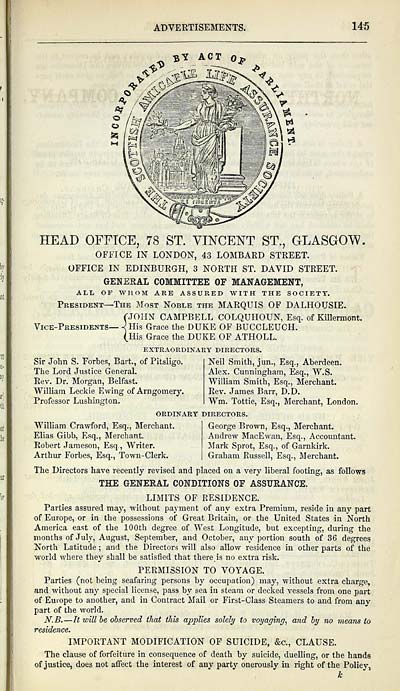 ADVERTISEMENTS. 145
INCORPORATED BY ACT OF PARLIAMENT.
THE SCOTTISH AMICABLE LIFE ASSURANCE SOCIETY
HEAD OFFICE, 78 ST. VINCENT ST., GLASGOW.
OFFICE IN LONDON, 43 LOMBARD STREET.
OFFICE IN EDINBURGH, 3 NORTH ST. DAVID STREET.
GENERAL COMMITTEE OF MANAGEMENT,
ALL OF WHOM ARE ASSURED WITH THE SOCIETY.
PRESIDENT—THE MOST NOBLE THE MARQUIS OF DALHOUSIE.
JOHN CAMPBELL COLQUHOUN, Esq. of Killermont.
VICE-PRESIDENTS— His Grace the DUKE OF BUCCLEUCH.
His Grace the DUKE OF ATHOLL.
EXTRAORDINARY DIRECTORS.
Sir John S. Forbes, Bart., of Pitsligo.
The Lord Justice General.
Rev. Dr. Morgan, Belfast.
William Leckie Ewing of Arngomery.
Professor Lushington.
Neil Smith, jun., Esq., Aberdeen.
Alex. Cunningham, Esq., W.S.
William Smith, Esq., Merchant.
Rev. James Barr, D.D.
Wm. Tottie, Esq., Merchant, London.
ORDINARY DIRECTORS.
William Crawford, Esq., Merchant.
Elias Gibb, Esq., Merchant.
Robert Jameson, Esq., Writer.
Arthur Forbes, Esq., Town-Clerk.
George Brown, Esq., Merchant.
Andrew MacEwan, Esq., Accountant.
Mark Sprot, Esq., of Garnkirk.
Graham Russell, Esq., Merchant.
The Directors have recently revised and placed on a very liberal footing, as follows
THE GENERAL CONDITIONS OF ASSURANCE.
LIMITS OF RESIDENCE.
Parties assured may, without payment of any extra Premium, reside in any part
of Europe, or in the possessions of Great Britain, or the United States in North
America east of the 100th degree of West Longitude, but excepting, during the
months of July, August, September, and October, any portion south of 36 degrees
North Latitude; and the Directors will also allow residence in other parts of the
world where they shall be satisfied that there is no extra risk.
PERMISSION TO VOYAGE.
Parties (not being seafaring persons by occupation) may, without extra charge,
and without any special license, pass by sea in steam or decked vessels from one part
of Europe to another, and in Contract Mail or First-Class Steamers to and from any
part of the world.
N.B.—It will be observed that this applies solely to voyaging, and by no means to
residence.
IMPORTANT MODIFICATION OF SUICIDE, &c., CLAUSE.
The clause of forfeiture in consequence of death by suicide, duelling, or the hands
of justice, does not affect the interest of any party onerously in right of the Policy,
k